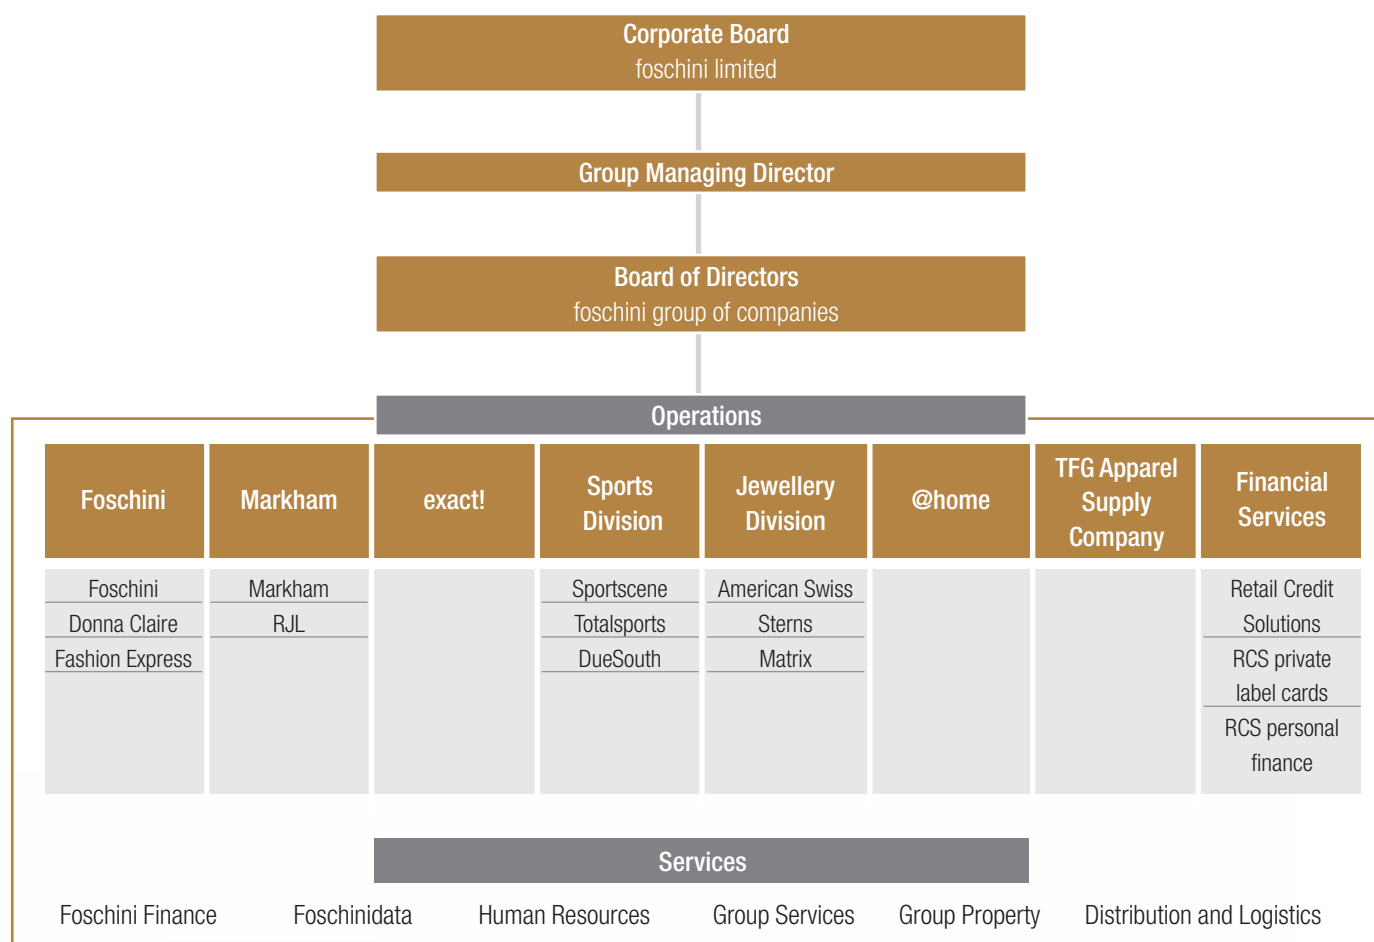 Corporate Board
foschini limited
Group Managing Director
Board of Directors
foschini group of companies
Operations
Foschini
Markham
exact!
Sports
Division
Jewellery
Division
@home
TFG Apparel
Supply
Company
Financial
Services
Foschini
Donna Claire
Fashion Express
Markham
RJL
Sportscene
Totalsports
DueSouth
American Swiss
Sterns
Matrix
Retail Credit
Solutions
RCS private
label cards
RCS personal
finance
Services
Foschini Finance
Foschinidata
Human Resources
Group Services
Group Property
Distribution and Logistics